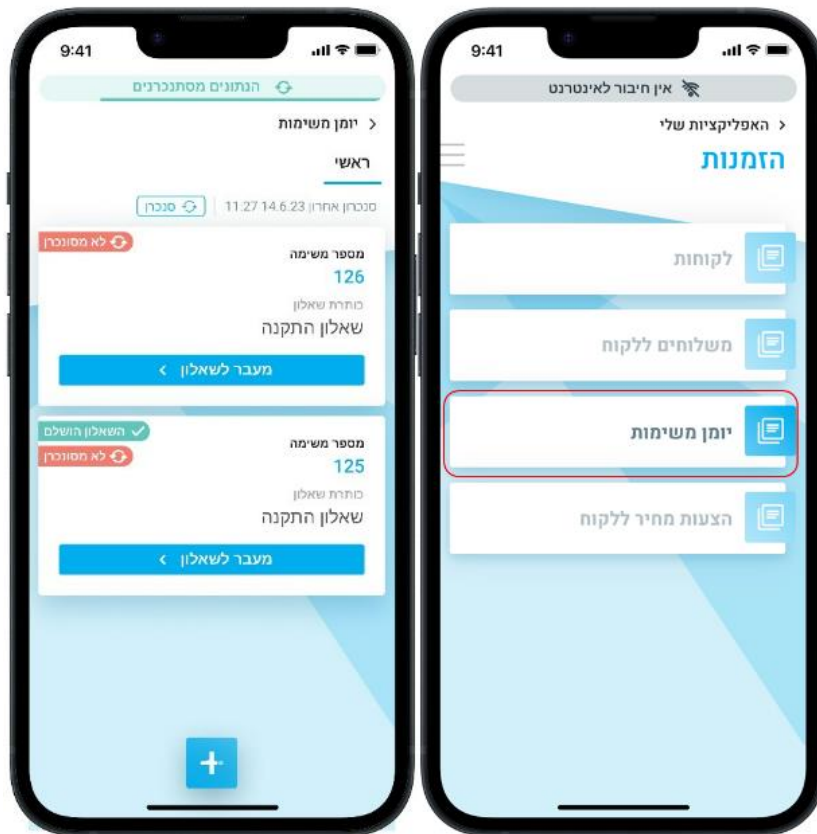 9:41
אין חיבור לאינטרנט
האפליקציות שלי
הזמנות
לקוחות
משלוחים ללקוח
יומן משימות
הצעות מחיר ללקוח
9:41
הנתונים מסתנכרנים
יומן משימות
ראשי
סנכרון אחרון 14.6.23 11:27
סנכרן
לא מסונכרן
מספר משימה
126
כותרת שאלון
שאלון התקנה
מעבר לשאלון
השאלון הושלם
לא מסונכרן
מספר משימה
125
כותרת שאלון
שאלון התקנה
מעבר לשאלון